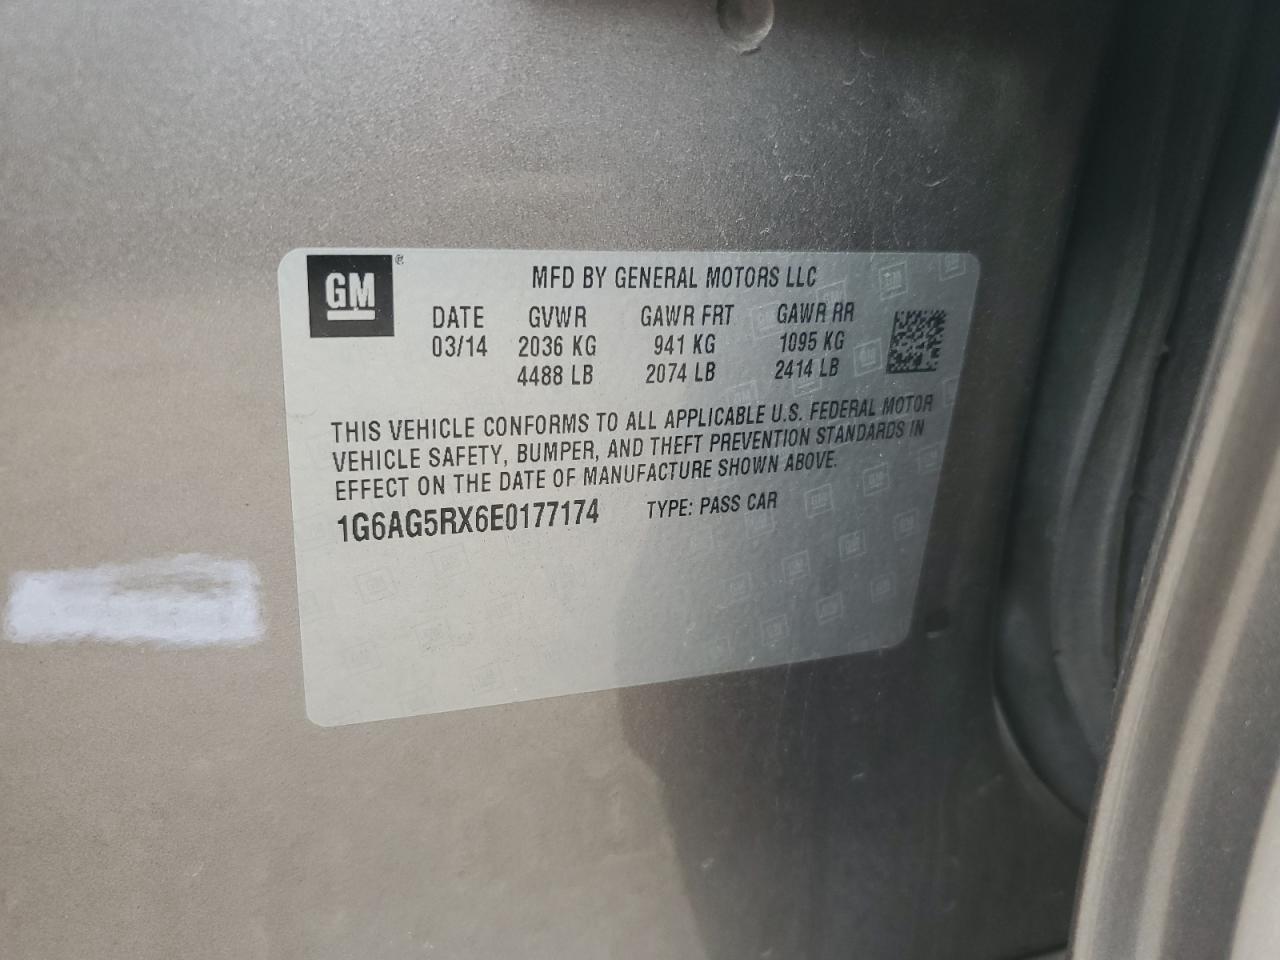 GM®
MFD BY GENERAL MOTORS LLC
DATE GVWR GAWR FRT GAWR RR
03/14 2036 KG 941 KG 1095 KG
4488 LB 2074 LB 2414 LB
THIS VEHICLE CONFORMS TO ALL APPLICABLE U.S. FEDERAL MOTOR
VEHICLE SAFETY, BUMPER, AND THEFT PREVENTION STANDARDS IN
EFFECT ON THE DATE OF MANUFACTURE SHOWN ABOVE.
1G6AG5RX6E0177174 TYPE: PASS CAR